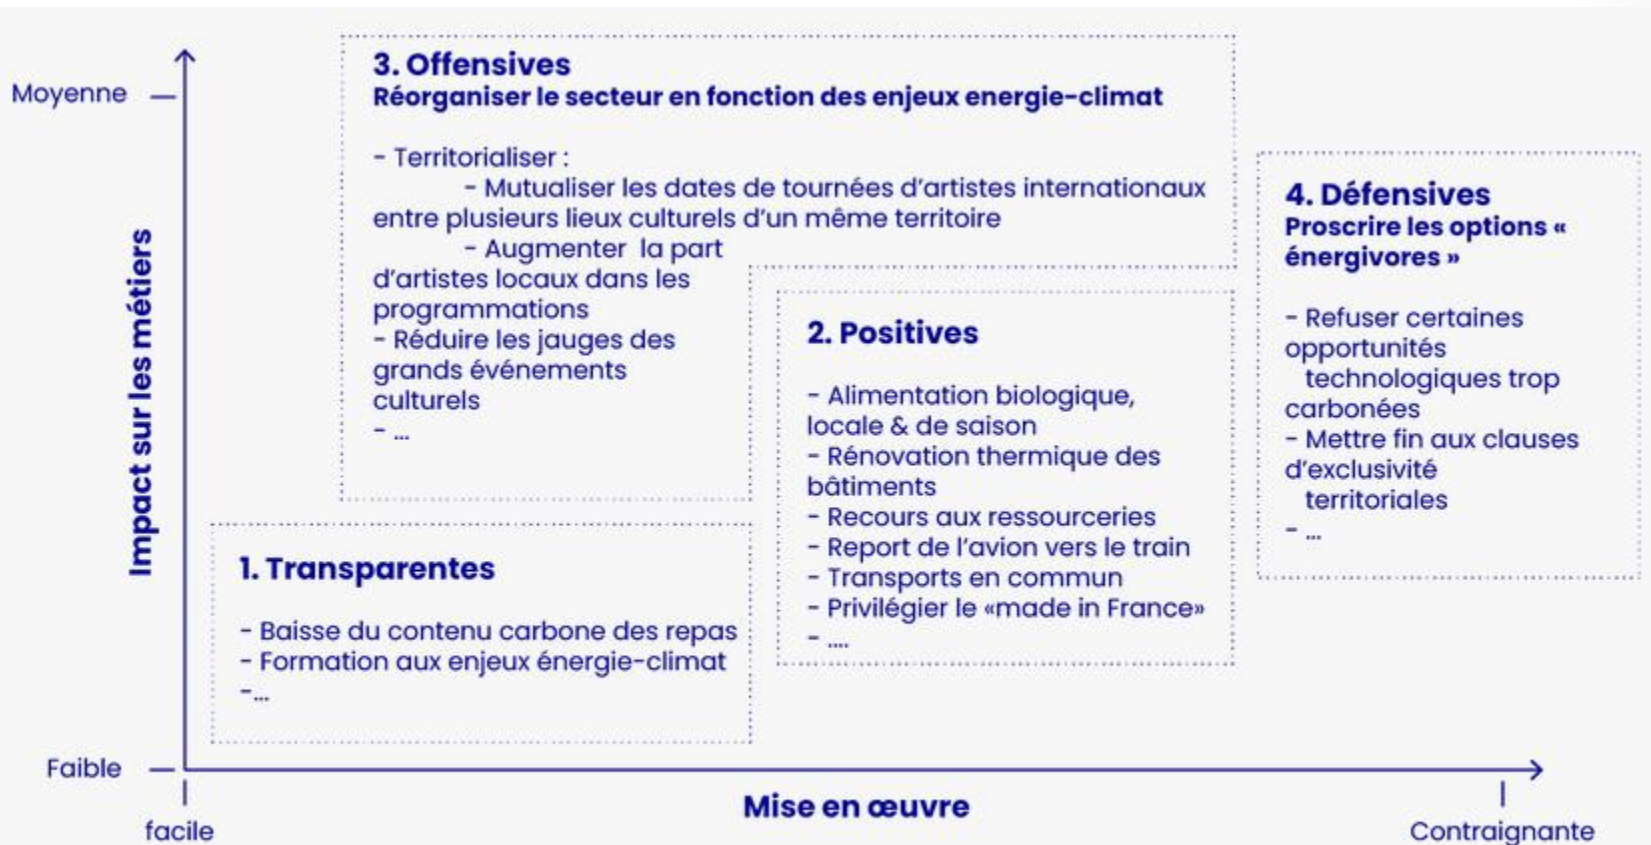 Moyenne
Impact sur les métiers
Faible
facile
Mise en œuvre
Contraignante
3. Offensives
Réorganiser le secteur en fonction des enjeux energie-climat
- Territorialiser :
- Mutualiser les dates de tournées d'artistes internationaux
entre plusieurs lieux culturels d'un même territoire
- Augmenter la part
d'artistes locaux dans les
programmations
- Réduire les jauges des
grands événements
culturels
- ...
1. Transparentes
- Baisse du contenu carbone des repas
- Formation aux enjeux énergie-climat
-...
2. Positives
- Alimentation biologique,
locale & de saison
- Rénovation thermique des
bâtiments
- Recours aux ressourceries
- Report de l'avion vers le train
- Transports en commun
- Privilégier le «made in France»
- ....
4. Défensives
Proscrire les options «
énergivores »
- Refuser certaines
opportunités
technologiques trop
carbonées
- Mettre fin aux clauses
d'exclusivité
territoriales
- ...